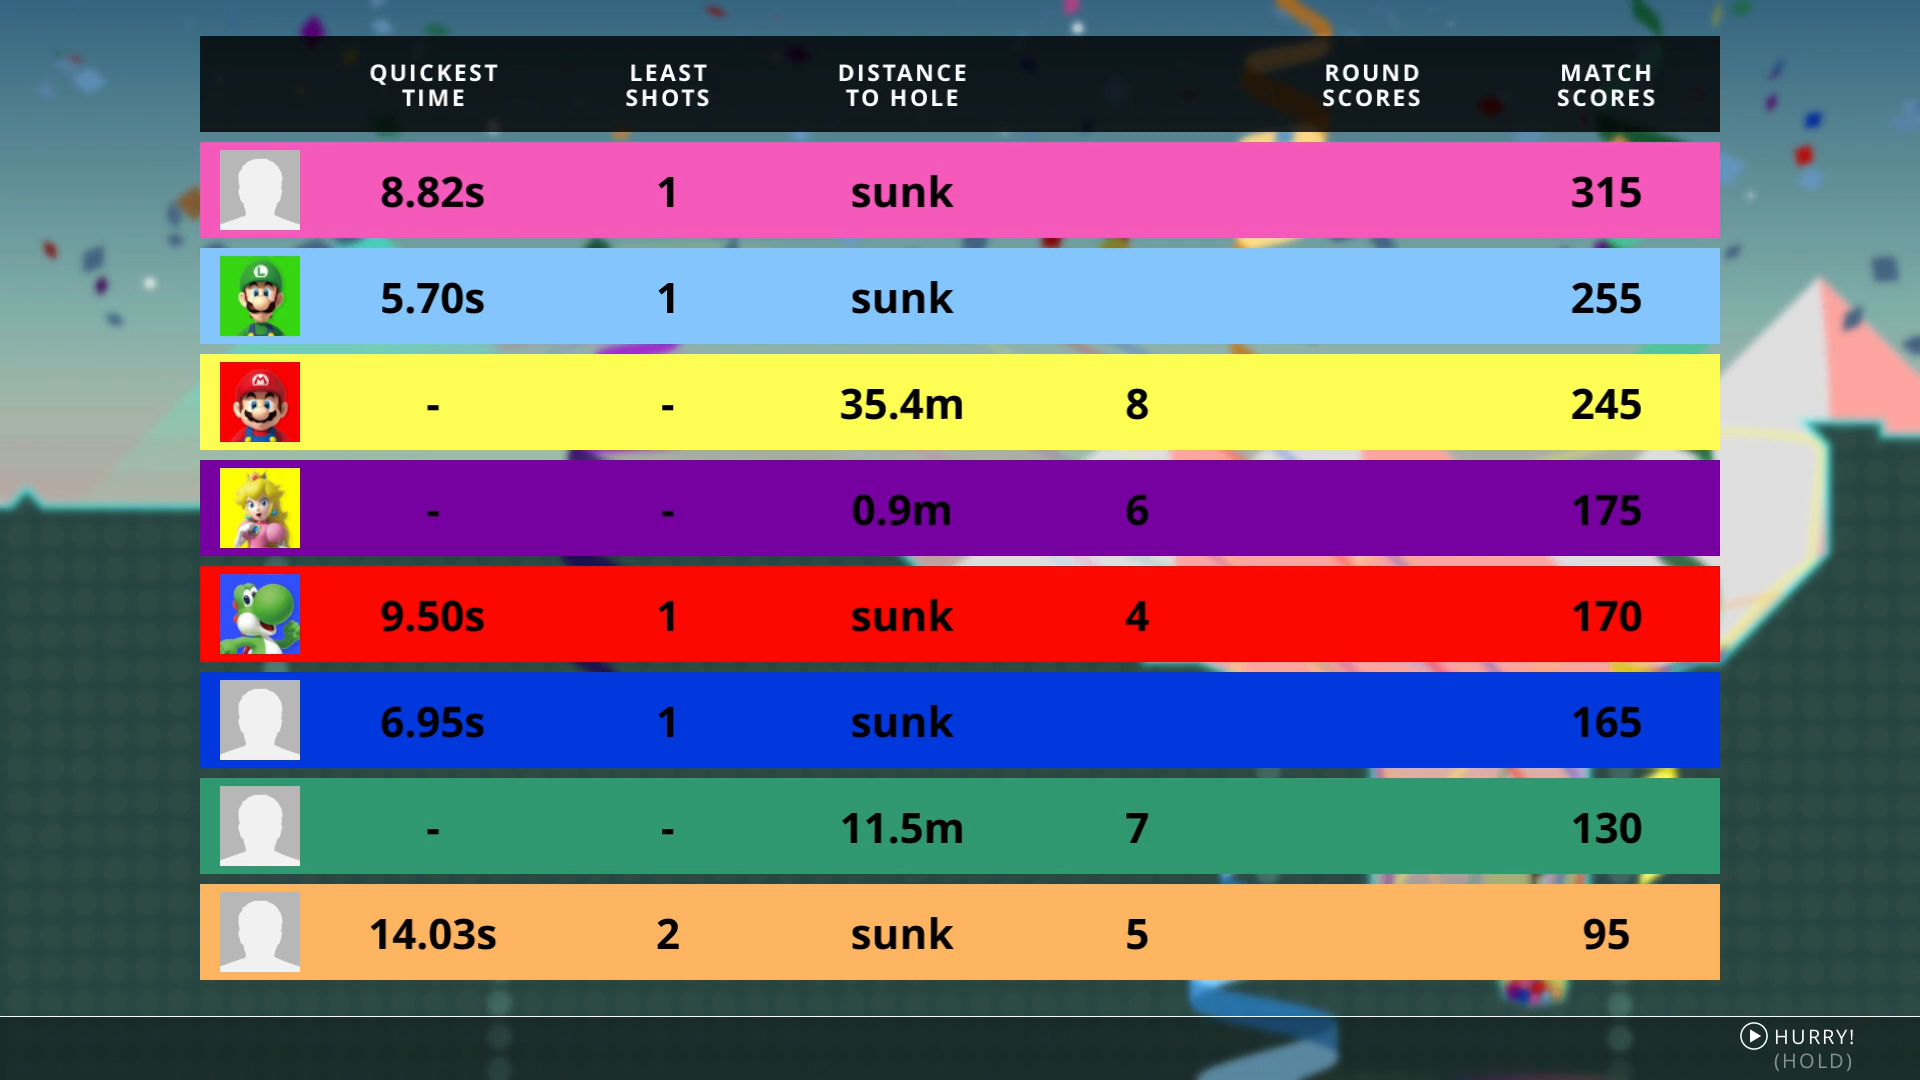 QUICKEST TIME LEAST SHOTS DISTANCE TO HOLE ROUND SCORES MATCH SCORES
8.82s 1 sunk 315
L 5.70s 1 sunk 255
M - - 35.4m 8 245
- - 0.9m 6 175
9.50s 1 sunk 4 170
6.95s 1 sunk 165
- - 11.5m 7 130
14.03s 2 sunk 5 95
HURRY!
(HOLD)